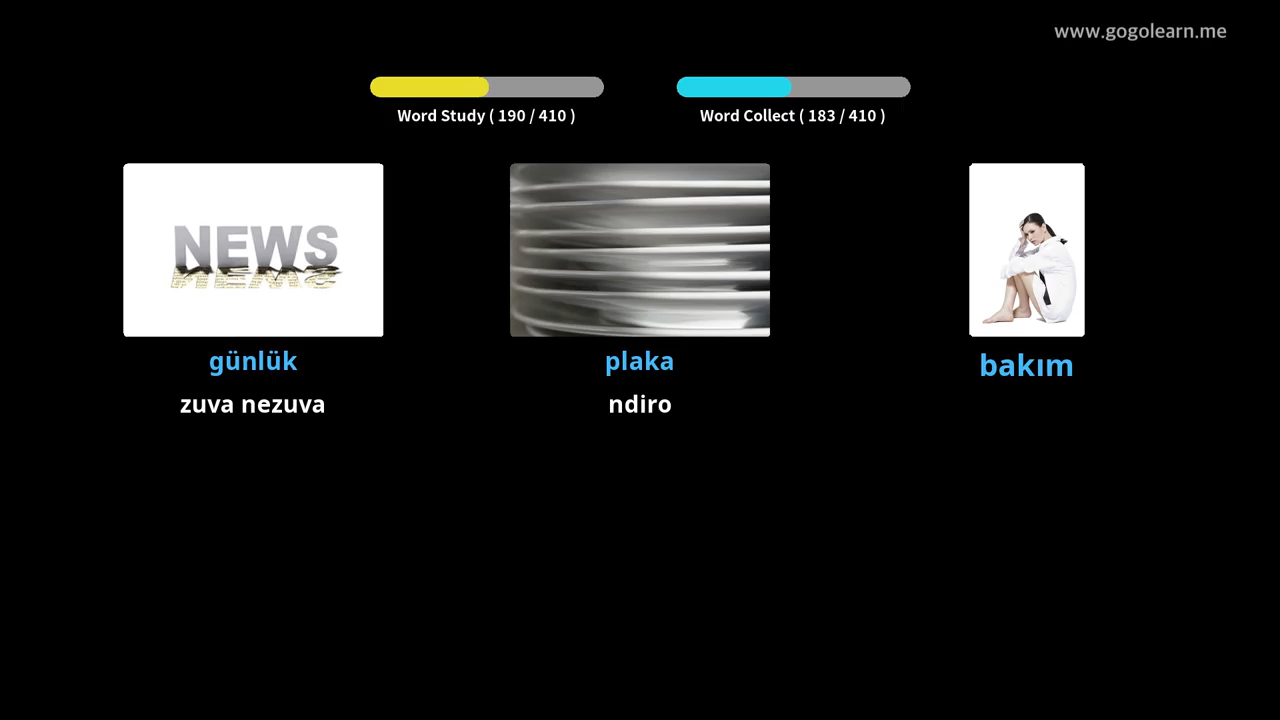 www.gogolearn.me
Word Study ( 190 / 410 )
Word Collect ( 183 / 410 )
NEWS
günlük
plaka
bakım
zuva nezuva
ndiro